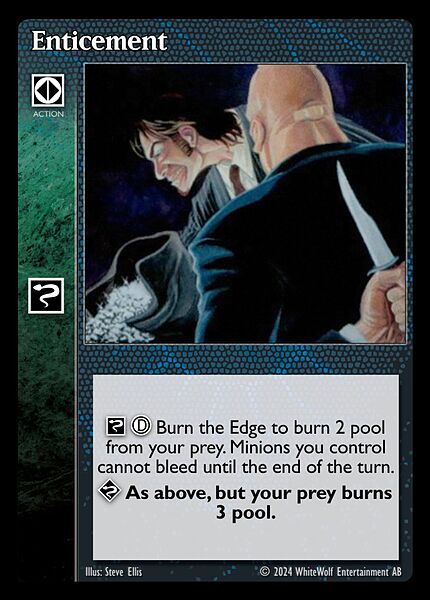 Enticement
ACTION
D Burn the Edge to burn 2 pool
from your prey. Minions you control
cannot bleed until the end of the turn.
As above, but your prey burns
3 pool.
Illus: Steve Ellis
© 2024 WhiteWolf Entertainment AB